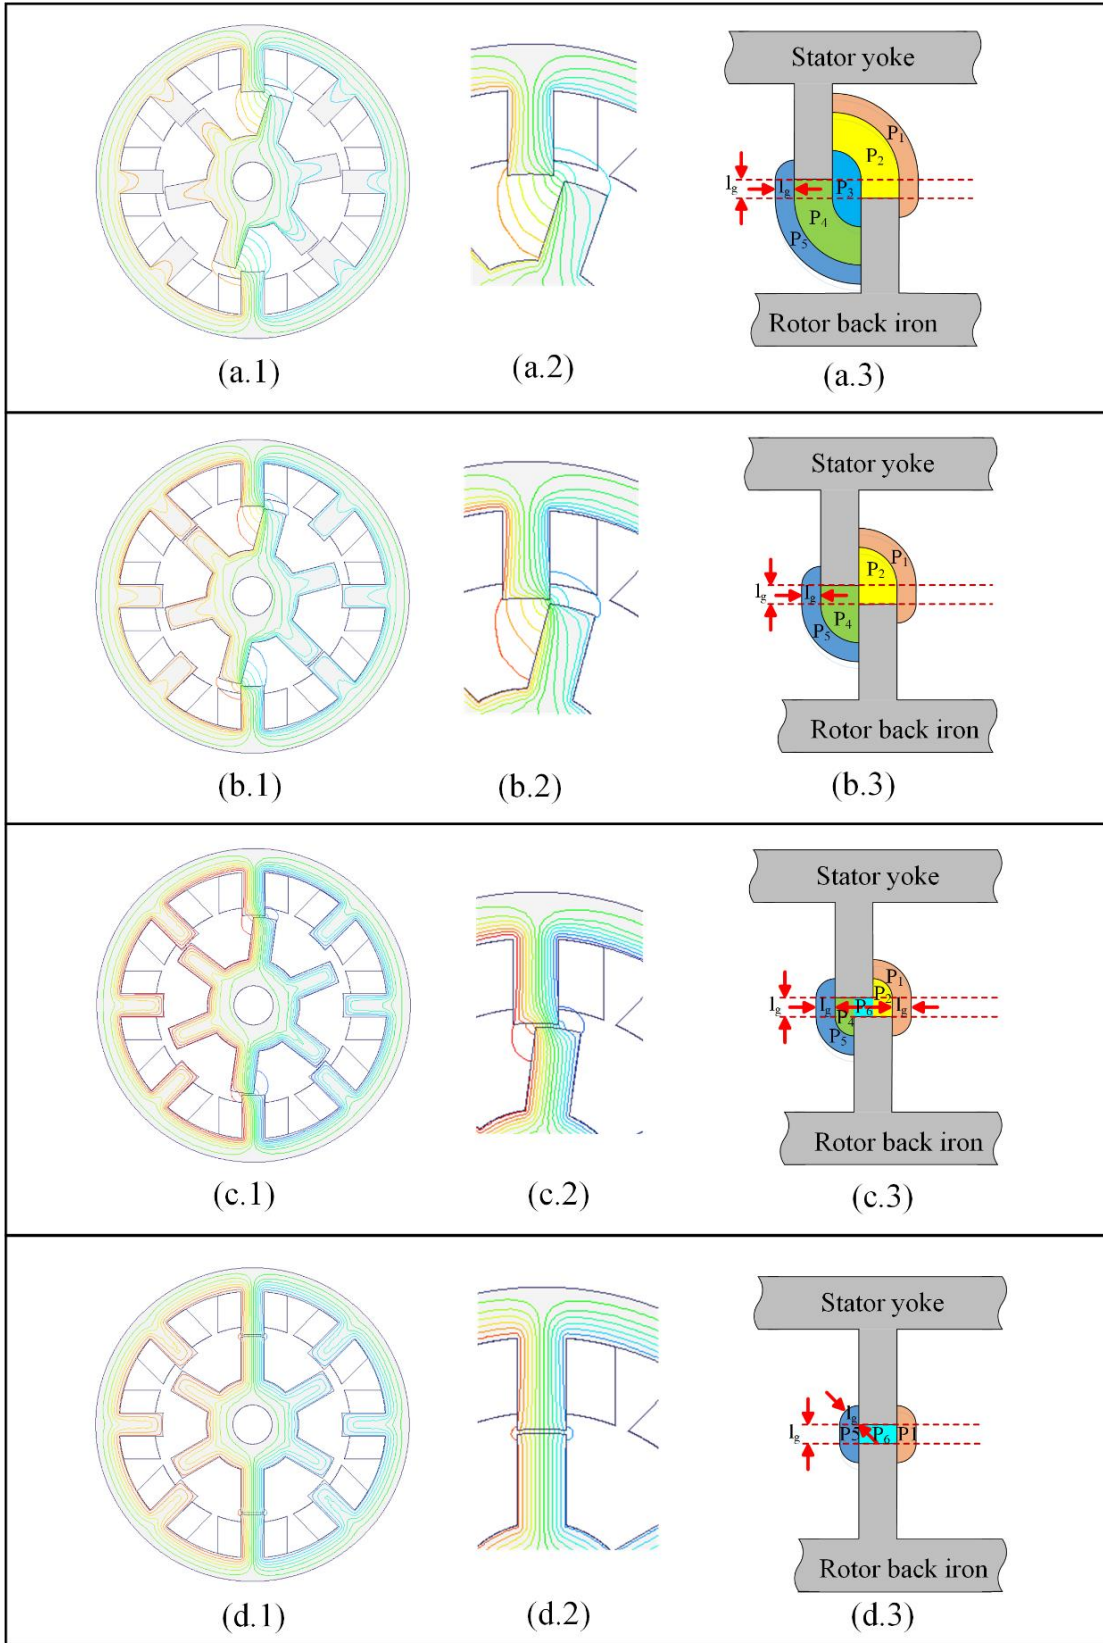 Stator yoke
P1
P2
lg
lg
P3
P4
P5
Rotor back iron
(a.1)
(a.2)
(a.3)
Stator yoke
P1
P2
lg
lg
P4
P5
Rotor back iron
(b.1)
(b.2)
(b.3)
Stator yoke
P1
P2
lg
lg
P6
lg
P4
P5
Rotor back iron
(c.1)
(c.2)
(c.3)
Stator yoke
lg
lg
P5
P6
P1
Rotor back iron
(d.1)
(d.2)
(d.3)